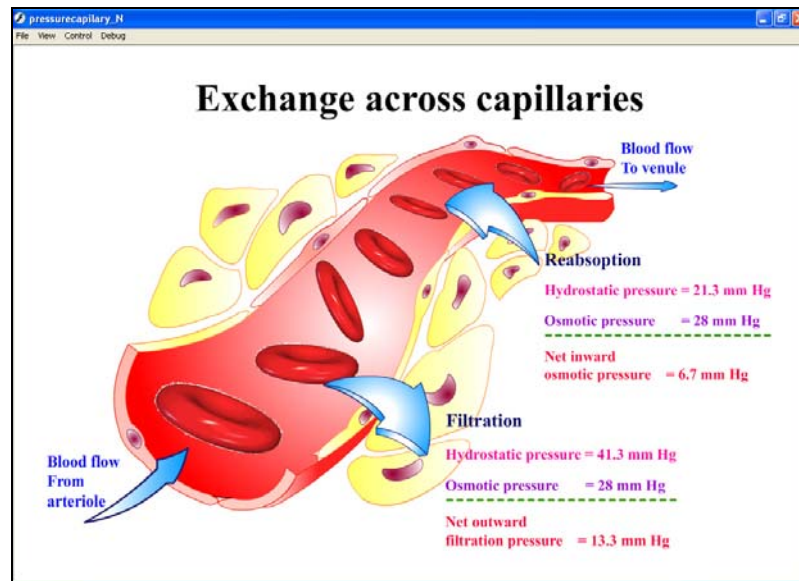 pressurecapilary_N
File View Control Debug
Exchange across capillaries
Blood flow
To venule
Reabsoption
Hydrostatic pressure = 21.3 mm Hg
Osmotic pressure = 28 mm Hg
Net inward
osmotic pressure = 6.7 mm Hg
Filtration
Hydrostatic pressure = 41.3 mm Hg
Osmotic pressure = 28 mm Hg
Net outward
filtration pressure = 13.3 mm Hg
Blood flow
From
arteriole